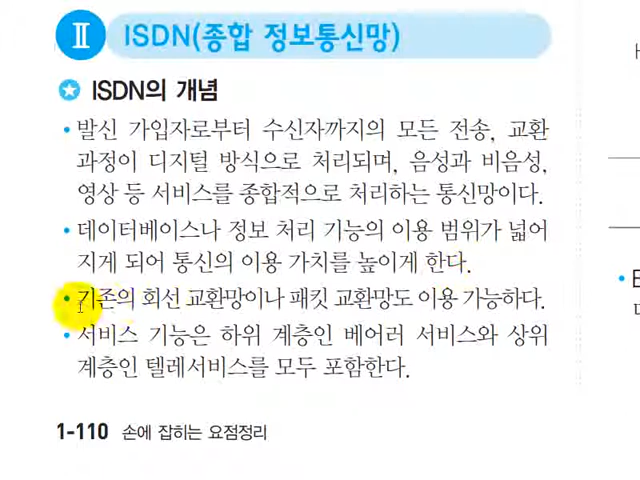 Ⅱ ISDN(종합 정보통신망)
ISDN의 개념
• 발신 가입자로부터 수신자까지의 모든 전송, 교환
과정이 디지털 방식으로 처리되며, 음성과 비음성,
영상 등 서비스를 종합적으로 처리하는 통신망이다.
• 데이터베이스나 정보 처리 기능의 이용 범위가 넓어
지게 되어 통신의 이용 가치를 높이게 한다.
• 기존의 회선 교환망이나 패킷 교환망도 이용 가능하다.
• 서비스 기능은 하위 계층인 베어러 서비스와 상위
계층인 텔레서비스를 모두 포함한다.
1-110 손에 잡히는 요점정리